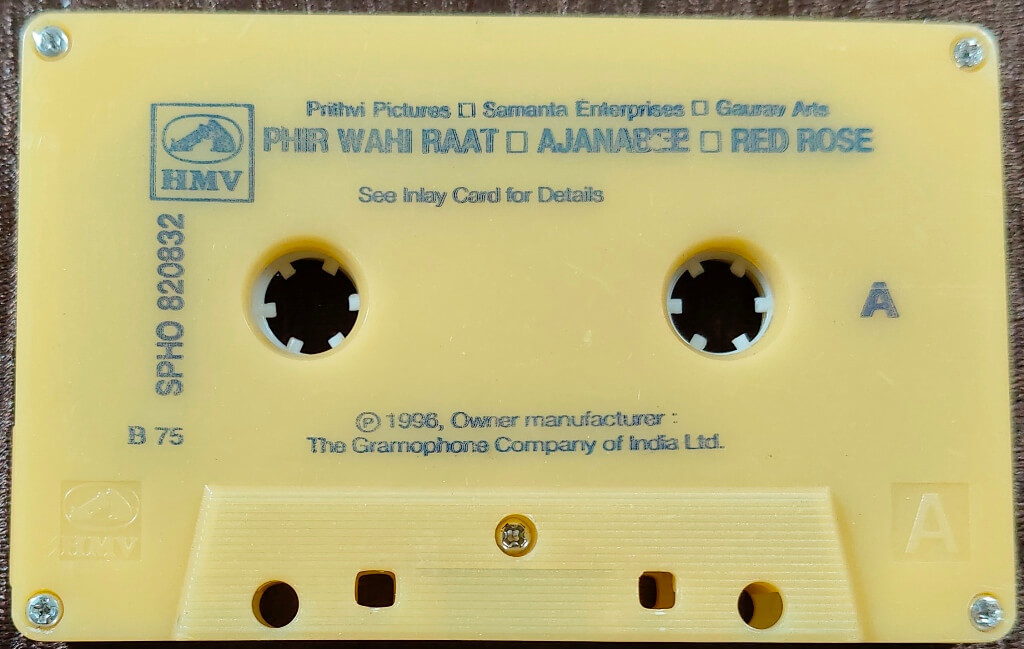 Prithvi Pictures □ Samanta Enterprises □ Gaurav Arts
PHIR WAHI RAAT □ AJANABEE □ RED ROSE
HMV
See Inlay Card for Details
SPHO 820832
A
℗ 1996, Owner manufacturer :
The Gramophone Company of India Ltd.
B 75
HMV
A